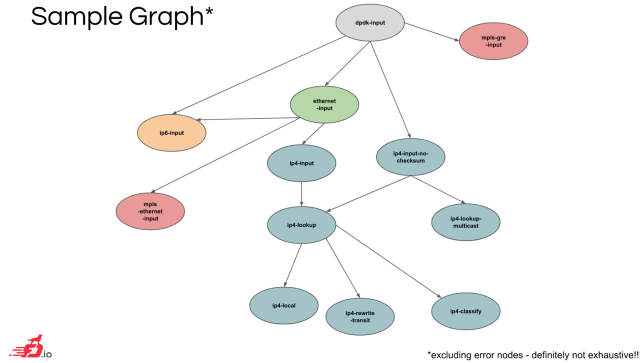 Sample Graph*
dpdk-input
mpls-gre
-input
ethernet
-input
ip6-input
ip4-input
ip4-input-no-
checksum
mpls
-ethernet
-input
ip4-lookup
ip4-lookup-
multicast
ip4-local
ip4-rewrite
-transit
ip4-classify
.io
*excluding error nodes - definitely not exhaustive!!